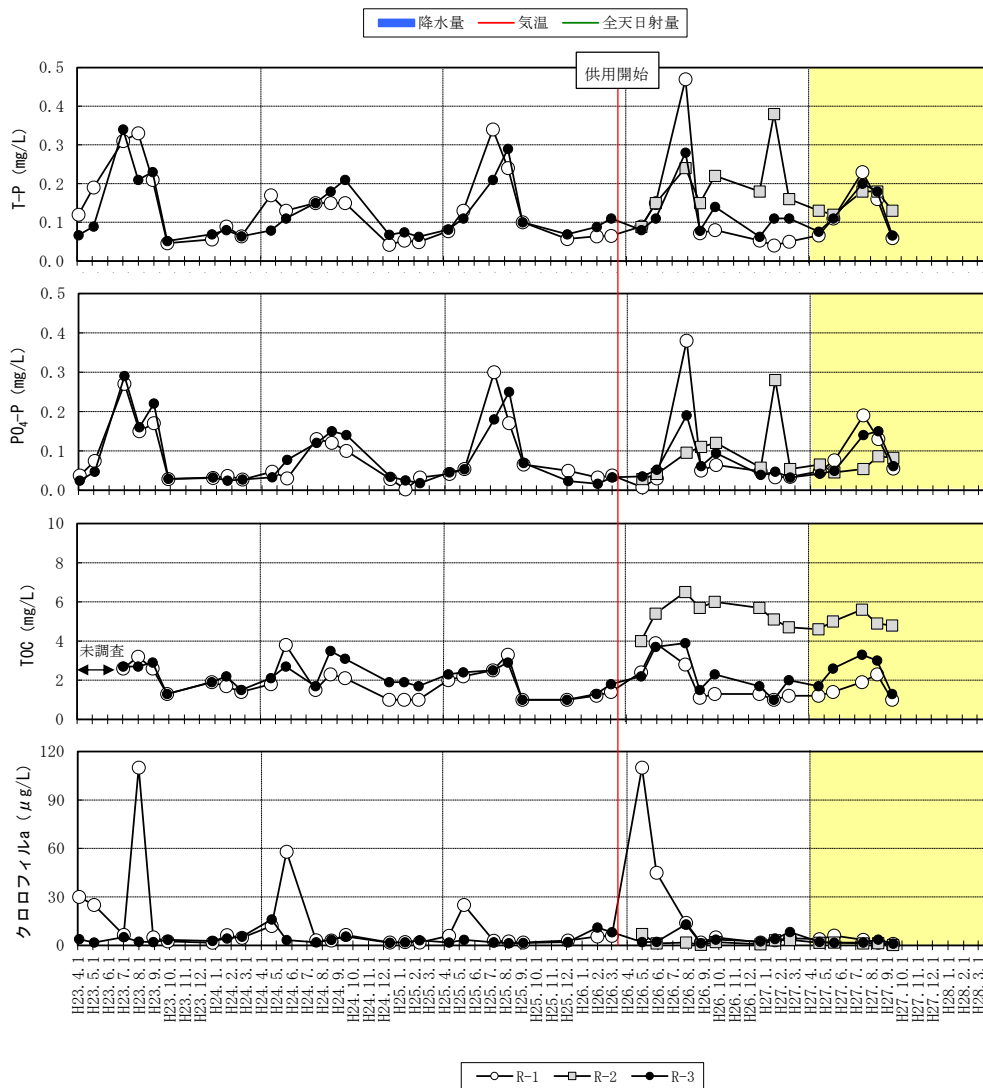 降水量 気温 全天日射量
供用開始
T-P (mg/L)
0.5
0.4
0.3
0.2
0.1
0.0
PO₄-P (mg/L)
0.5
0.4
0.3
0.2
0.1
0.0
TOC (mg/L)
10
8
6
4
2
0
未調査
クロロフィルa (μg/L)
120
90
60
30
0
H23.4.1
H23.5.1
H23.6.1
H23.7.1
H23.8.1
H23.9.1
H23.10.1
H23.11.1
H23.12.1
H24.1.1
H24.2.1
H24.3.1
H24.4.1
H24.5.1
H24.6.1
H24.7.1
H24.8.1
H24.9.1
H24.10.1
H24.11.1
H24.12.1
H25.1.1
H25.2.1
H25.3.1
H25.4.1
H25.5.1
H25.6.1
H25.7.1
H25.8.1
H25.9.1
H25.10.1
H25.11.1
H25.12.1
H26.1.1
H26.2.1
H26.3.1
H26.4.1
H26.5.1
H26.6.1
H26.7.1
H26.8.1
H26.9.1
H26.10.1
H26.11.1
H26.12.1
H27.1.1
H27.2.1
H27.3.1
H27.4.1
H27.5.1
H27.6.1
H27.7.1
H27.8.1
H27.9.1
H27.10.1
H27.11.1
H27.12.1
H28.1.1
H28.2.1
H28.3.1
R-1 R-2 R-3